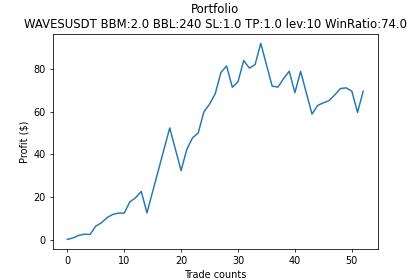 Portfolio
WAVESUSDT BBM:2.0 BBL:240 SL:1.0 TP:1.0 lev:10 WinRatio:74.0
Profit ($)
80
60
40
20
0
0 10 20 30 40 50
Trade counts